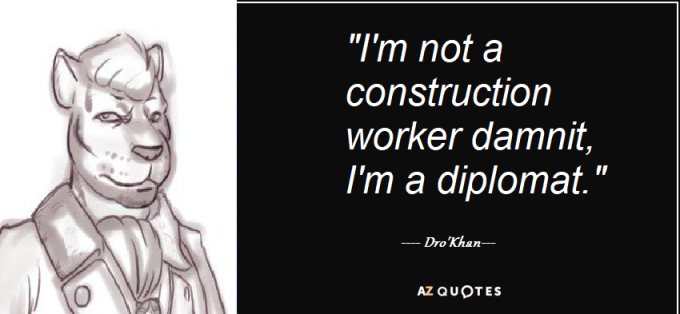 "I'm not a
construction
worker damnit,
I'm a diplomat."
---- Dro'Khan---
AZ QUOTES